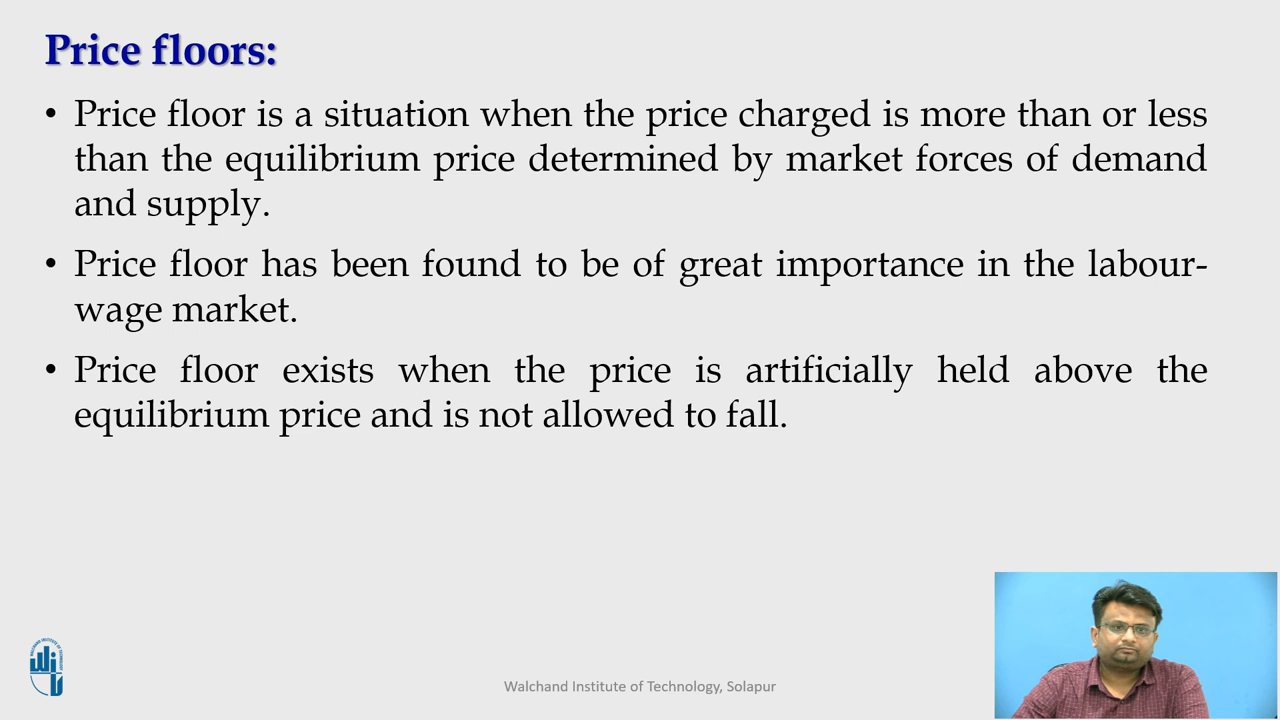 Price floors:
• Price floor is a situation when the price charged is more than or less
than the equilibrium price determined by market forces of demand
and supply.
• Price floor has been found to be of great importance in the labour-
wage market.
• Price floor exists when the price is artificially held above the
equilibrium price and is not allowed to fall.
Walchand Institute of Technology, Solapur